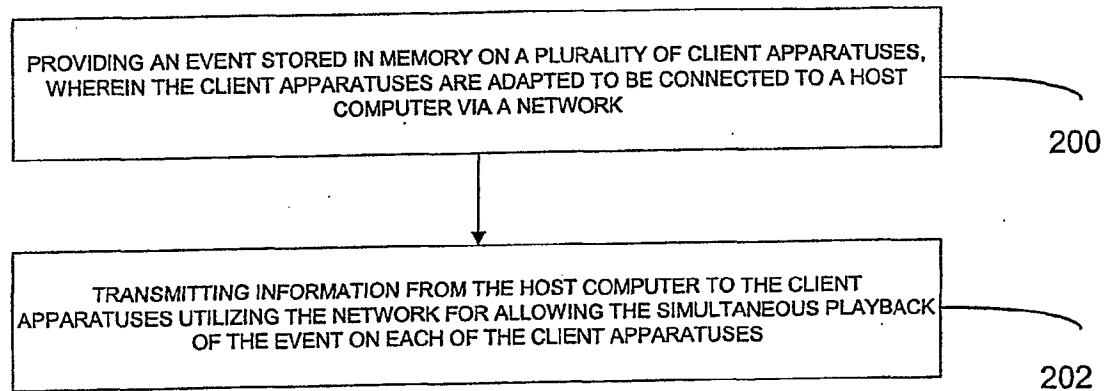 PROVIDING AN EVENT STORED IN MEMORY ON A PLURALITY OF CLIENT APPARATUSES,
WHEREIN THE CLIENT APPARATUSES ARE ADAPTED TO BE CONNECTED TO A HOST
COMPUTER VIA A NETWORK
200
TRANSMITTING INFORMATION FROM THE HOST COMPUTER TO THE CLIENT
APPARATUSES UTILIZING THE NETWORK FOR ALLOWING THE SIMULTANEOUS PLAYBACK
OF THE EVENT ON EACH OF THE CLIENT APPARATUSES
202